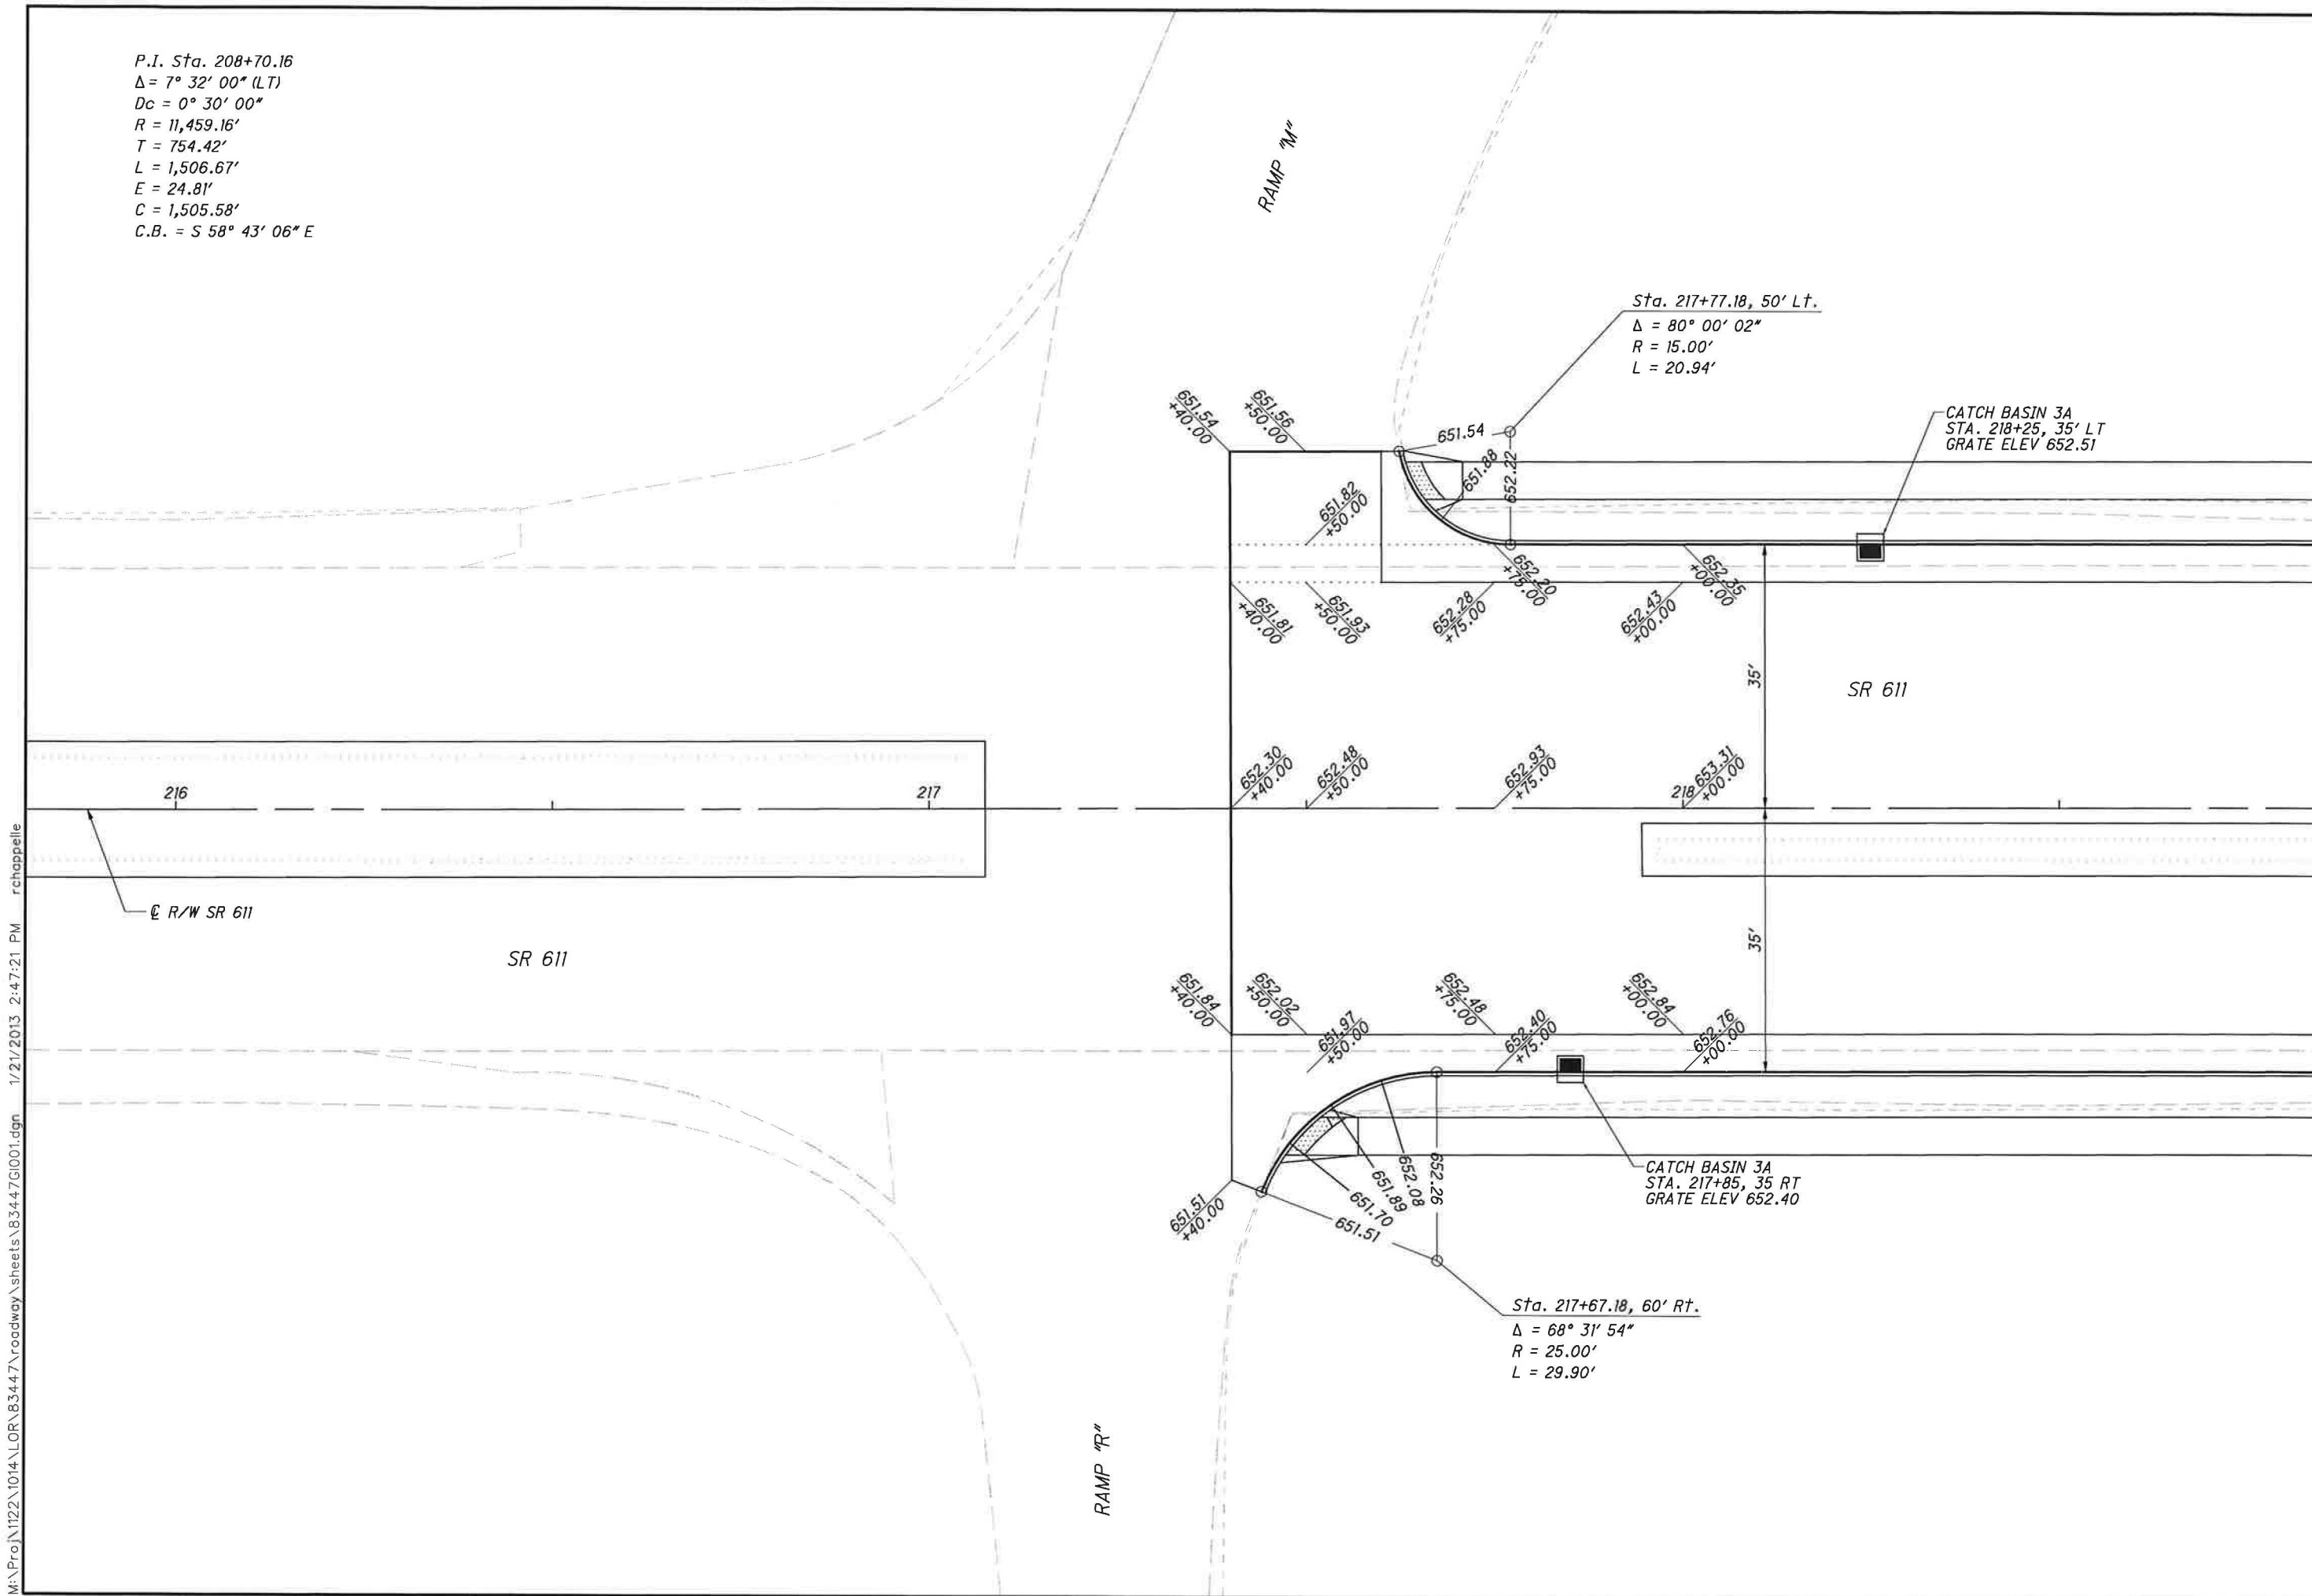 P.I. Sta. 208+70.16
Δ = 7° 32' 00" (LT)
Dc = 0° 30' 00"
R = 11,459.16'
T = 754.42'
L = 1,506.67'
E = 24.81'
C = 1,505.58'
C.B. = S 58° 43' 06" E
RAMP "M"
Sta. 217+77.18, 50' Lt.
Δ = 80° 00' 02"
R = 15.00'
L = 20.94'
CATCH BASIN 3A
STA. 218+25, 35' LT
GRATE ELEV 652.51
651.54
+40.00
651.56
+50.00
651.54
651.88
652.22
651.82
+50.00
651.81
+40.00
651.93
+50.00
652.28
+75.00
652.20
+75.00
652.43
+00.00
652.35
+00.00
35'
SR 611
216
217
652.30
+40.00
652.48
+50.00
652.93
+75.00
218
653.31
+00.00
℄ R/W SR 611
SR 611
35'
651.84
+40.00
652.02
+50.00
651.97
+50.00
652.48
+75.00
652.40
+75.00
652.84
+00.00
652.76
+00.00
651.51
+40.00
651.51
651.70
651.89
652.08
652.26
CATCH BASIN 3A
STA. 217+85, 35 RT
GRATE ELEV 652.40
Sta. 217+67.18, 60' Rt.
Δ = 68° 31' 54"
R = 25.00'
L = 29.90'
RAMP "R"
M:\Proj\1122\1014\LOR\83447\roadway\sheets\83447GI001.dgn 1/21/2013 2:47:21 PM rchappelle